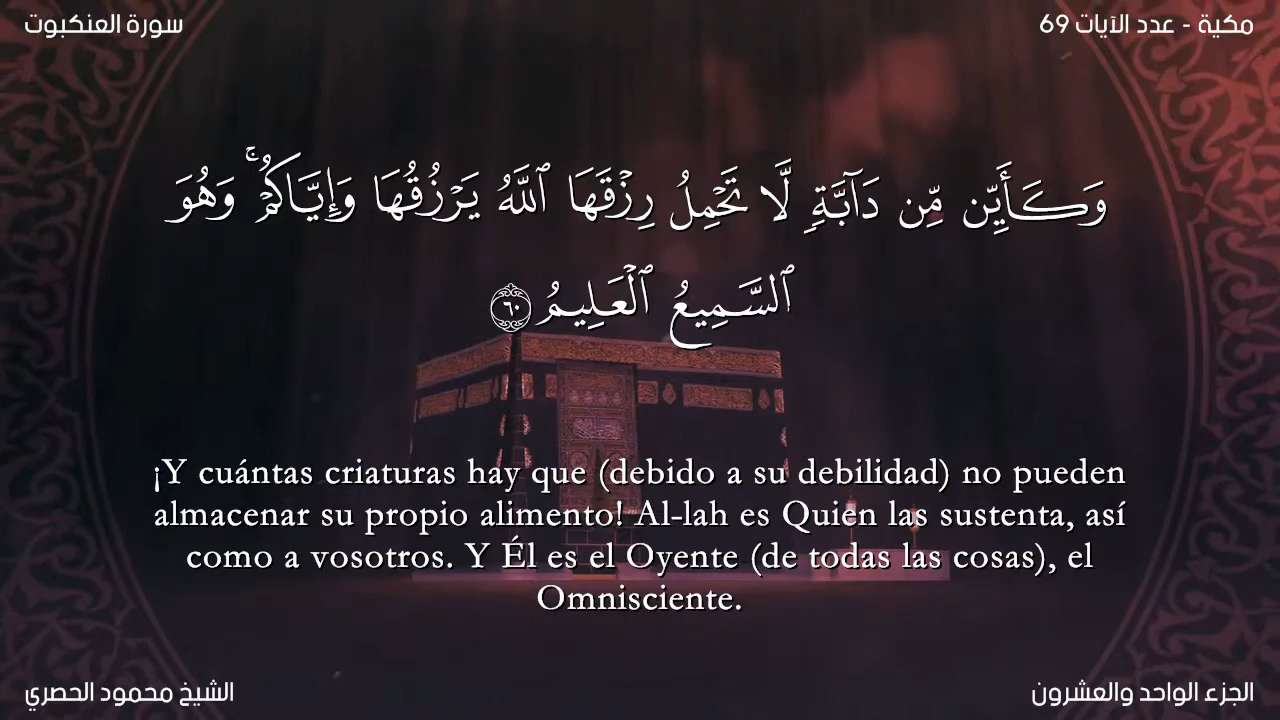 سورة العنكبوت
مكية - عدد الآيات 69
وَكَأَيِّن مِّن دَآبَّةٍ لَّا تَحْمِلُ رِزْقَهَا ٱللَّهُ يَرْزُقُهَا وَإِيَّاكُمْ ۚ وَهُوَ
ٱلسَّمِيعُ ٱلْعَلِيمُ ٦٠
¡Y cuántas criaturas hay que (debido a su debilidad) no pueden
almacenar su propio alimento! Al-lah es Quien las sustenta, así
como a vosotros. Y Él es el Oyente (de todas las cosas), el
Omnisciente.
الشيخ محمود الحصري
الجزء الواحد والعشرون